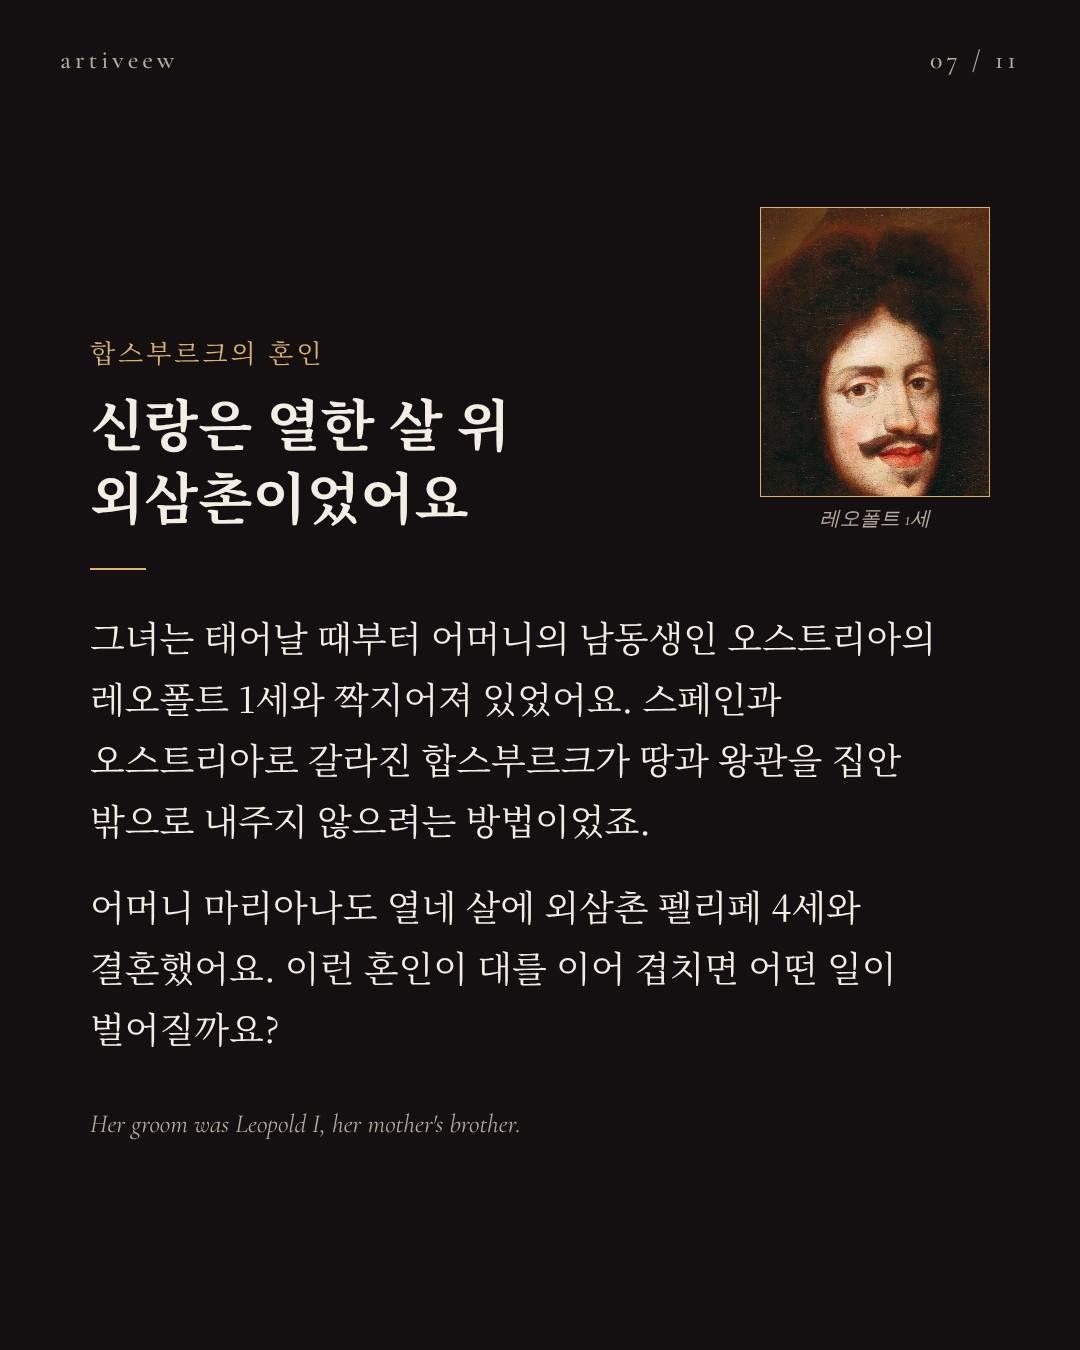 artiveew
07 / 11
합스부르크의 혼인
신랑은 열한 살 위
외삼촌이었어요
레오폴트 1세
그녀는 태어날 때부터 어머니의 남동생인 오스트리아의
레오폴트 1세와 짝지어져 있었어요. 스페인과
오스트리아로 갈라진 합스부르크가 땅과 왕관을 집안
밖으로 내주지 않으려는 방법이었죠.
어머니 마리아나도 열네 살에 외삼촌 펠리페 4세와
결혼했어요. 이런 혼인이 대를 이어 겹치면 어떤 일이
벌어질까요?
Her groom was Leopold I, her mother's brother.